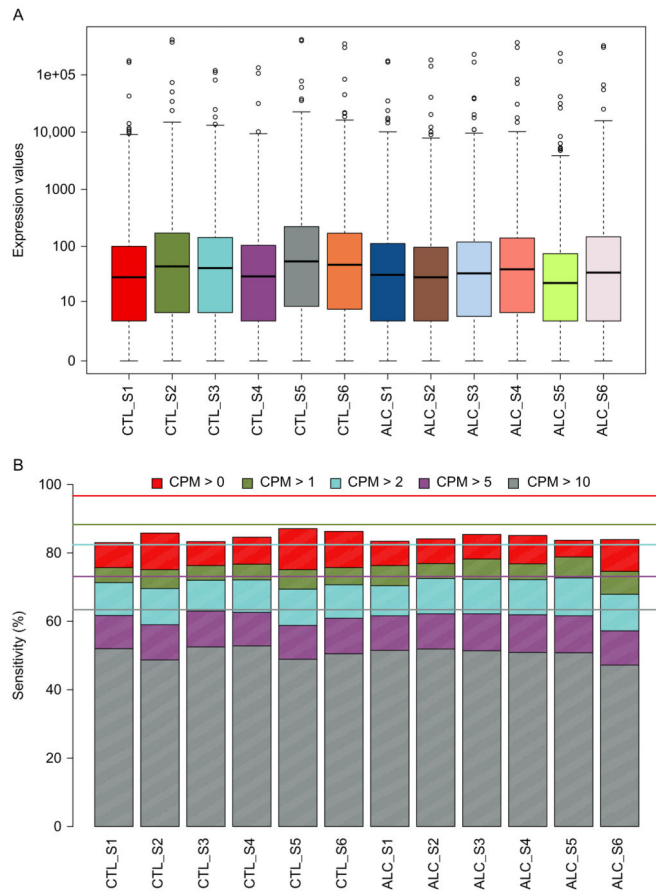 A
Expression values
1e+05
10,000
1000
100
10
0
CTL_S1 CTL_S2 CTL_S3 CTL_S4 CTL_S5 CTL_S6 ALC_S1 ALC_S2 ALC_S3 ALC_S4 ALC_S5 ALC_S6
B
CPM > 0 CPM > 1 CPM > 2 CPM > 5 CPM > 10
Sensitivity (%)
100
80
60
40
20
0
CTL_S1 CTL_S2 CTL_S3 CTL_S4 CTL_S5 CTL_S6 ALC_S1 ALC_S2 ALC_S3 ALC_S4 ALC_S5 ALC_S6